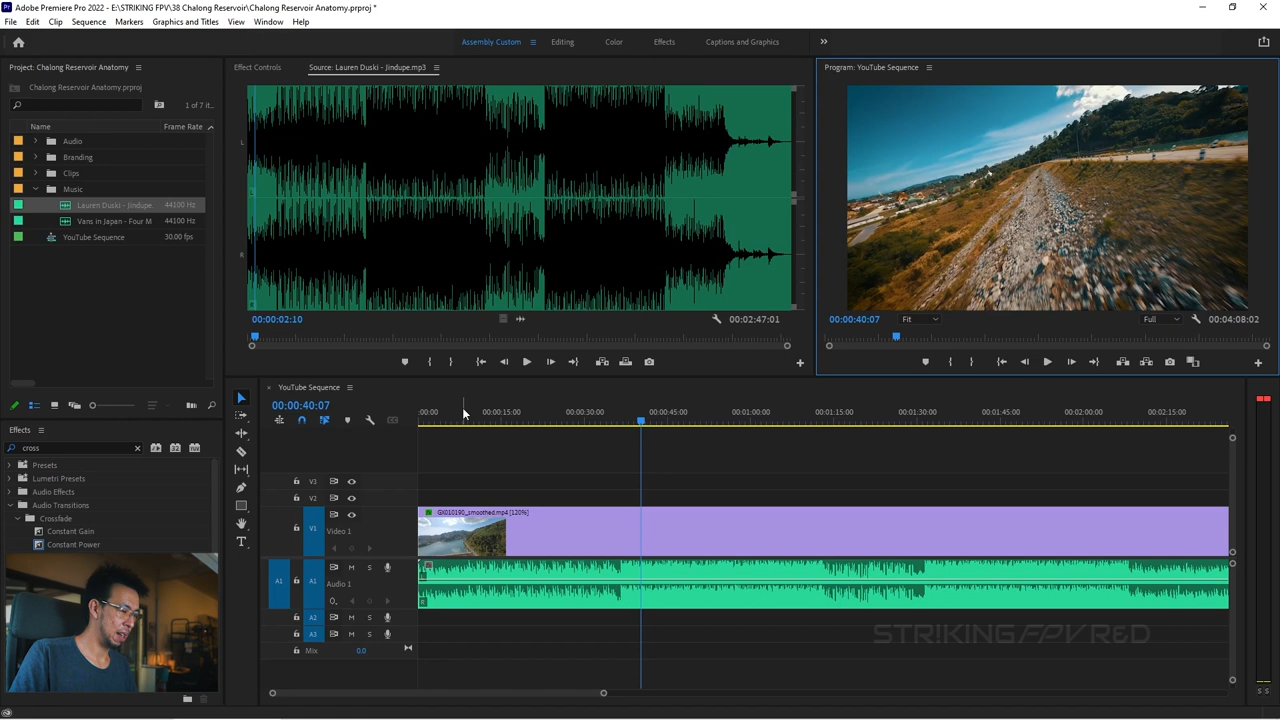 Adobe Premiere Pro 2022 - E:\STRIKING FPV\38 Chalong Reservoir\Chalong Reservoir Anatomy.prproj *
File Edit Clip Sequence Markers Graphics and Titles View Window Help
Assembly Custom Editing Color Effects Captions and Graphics
Project: Chalong Reservoir Anatomy
Effect Controls Source: Lauren Duski - Jindupe.mp3
Program: YouTube Sequence
Chalong Reservoir Anatomy.prproj
1 of 7 it...
Name Frame Rate
Audio
Branding
Clips
Music
Lauren Duski - Jindupe. 44100 Hz
Vans in Japan - Four M 44100 Hz
YouTube Sequence 30.00 fps
L
R
00:00:02:10 00:02:47:01
00:00:40:07 Fit Full 00:04:08:02
YouTube Sequence
00:00:40:07
:00:00 00:00:15:00 00:00:30:00 00:00:45:00 00:01:00:00 00:01:15:00 00:01:30:00 00:01:45:00 00:02:00:00 00:02:15:00
Effects
cross
Presets
Lumetri Presets
Audio Effects
Audio Transitions
Crossfade
Constant Gain
Constant Power
V3
V2
V1 Video 1
GX010190_smoothed.mp4 [120%]
A1 A1 M S
Audio 1
A2 M S
A3 M S
Mix 0.0
STRIKING FPV R&D
S S